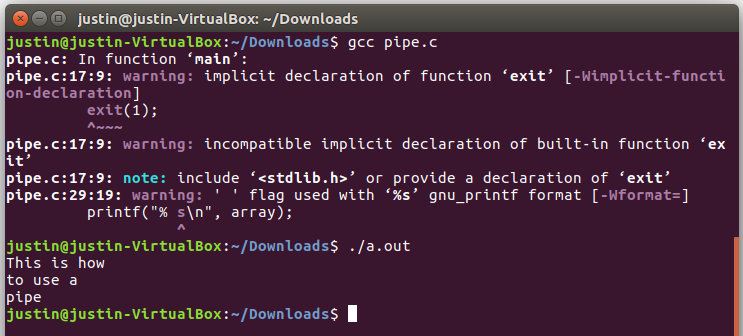 justin@justin-VirtualBox: ~/Downloads
justin@justin-VirtualBox:~/Downloads$ gcc pipe.c
pipe.c: In function ‘main’:
pipe.c:17:9: warning: implicit declaration of function ‘exit’ [-Wimplicit-functi
on-declaration]
         exit(1);
         ^~~~
pipe.c:17:9: warning: incompatible implicit declaration of built-in function ‘ex
it’
pipe.c:17:9: note: include ‘<stdlib.h>’ or provide a declaration of ‘exit’
pipe.c:29:19: warning: ' ' flag used with ‘%s’ gnu_printf format [-Wformat=]
         printf("% s\n", array);
                   ^
justin@justin-VirtualBox:~/Downloads$ ./a.out
This is how
to use a
pipe
justin@justin-VirtualBox:~/Downloads$